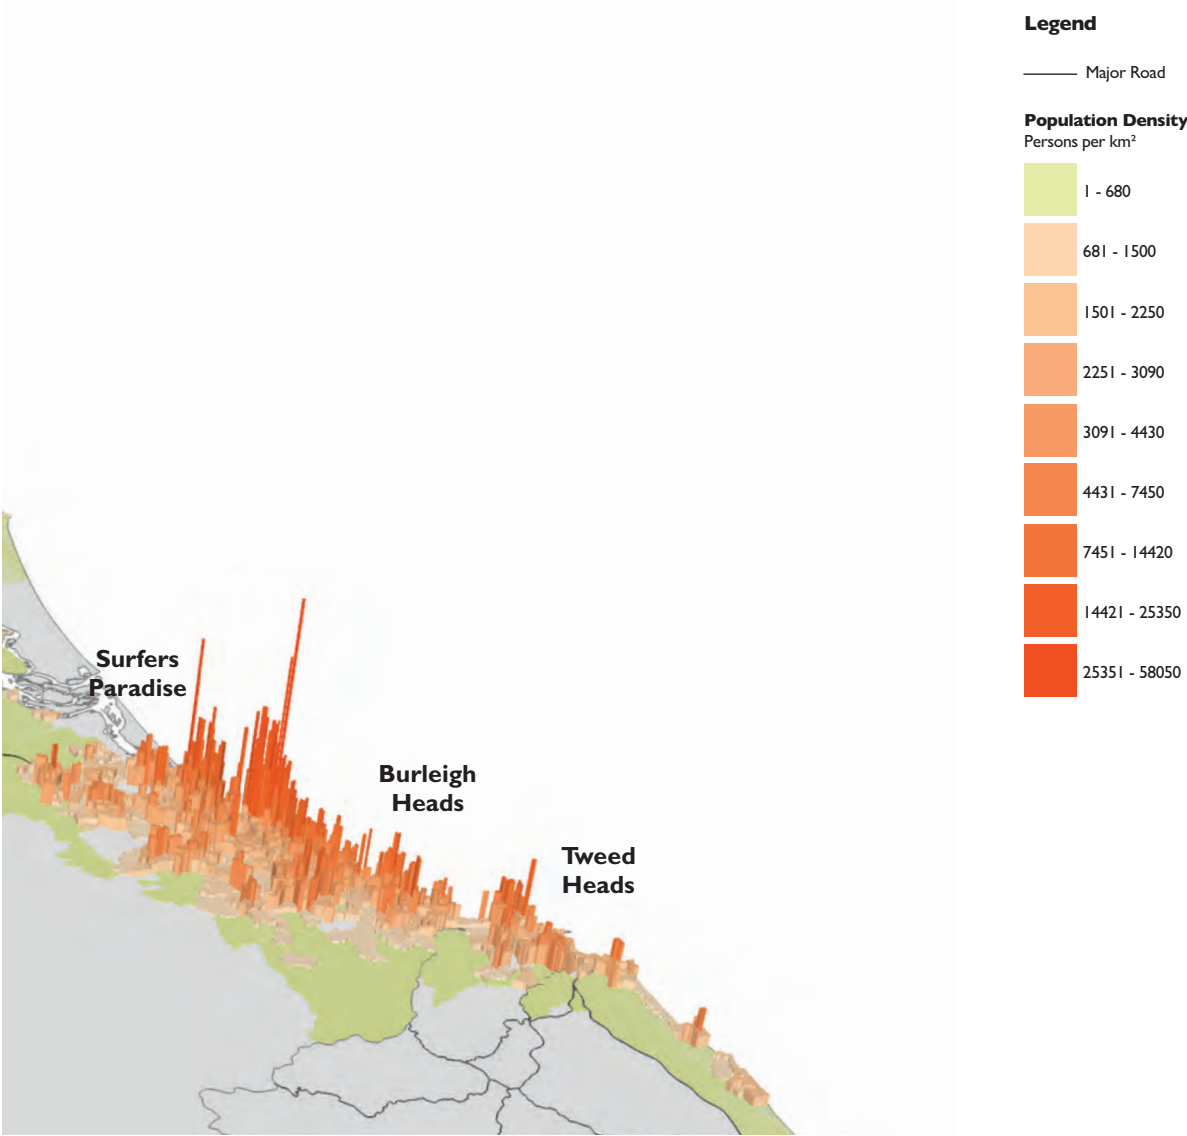 Legend
Major Road
Population Density
Persons per km²
1 - 680
681 - 1500
1501 - 2250
2251 - 3090
3091 - 4430
4431 - 7450
7451 - 14420
14421 - 25350
25351 - 58050
Surfers
Paradise
Burleigh
Heads
Tweed
Heads